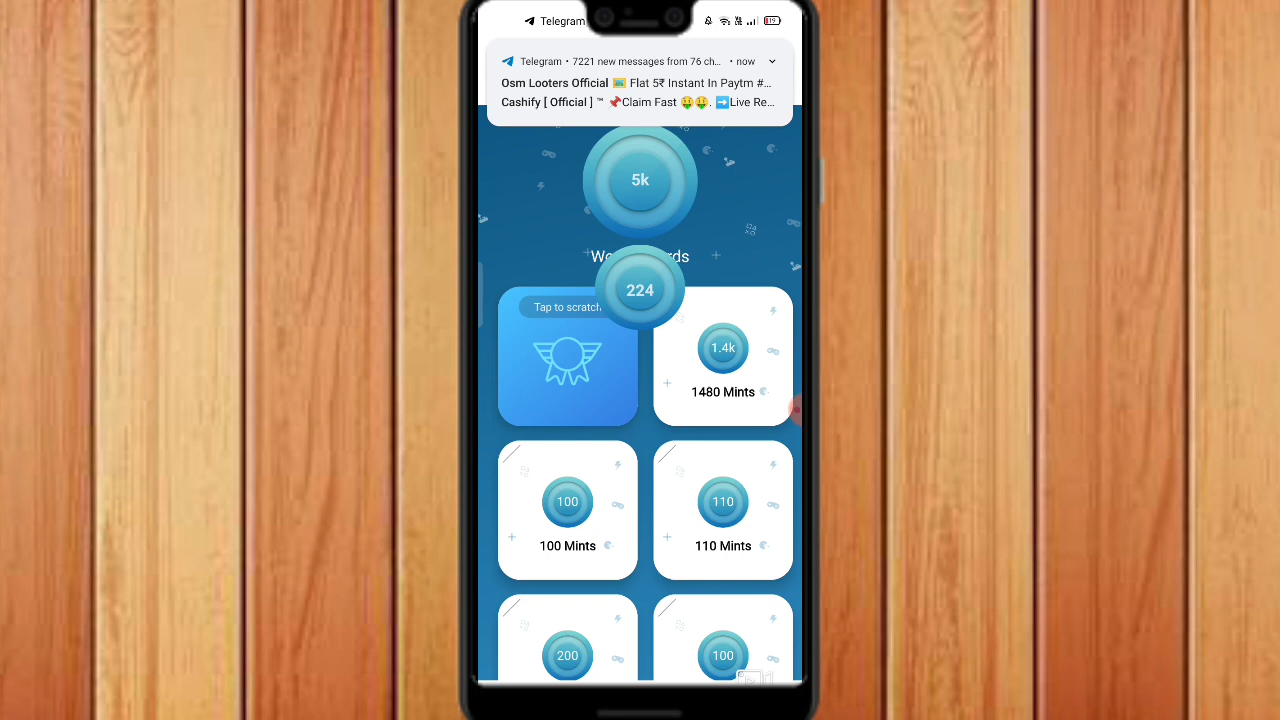 Telegram
19
Telegram • 7221 new messages from 76 ch... • now
Osm Looters Official 💵 Flat 5₹ Instant In Paytm #...
Cashify [ Official ] ™ 📌Claim Fast 🤑🤑. ➡️Live Re...
5k
224
Tap to scratch
1.4k
1480 Mints
100
100 Mints
110
110 Mints
200
100